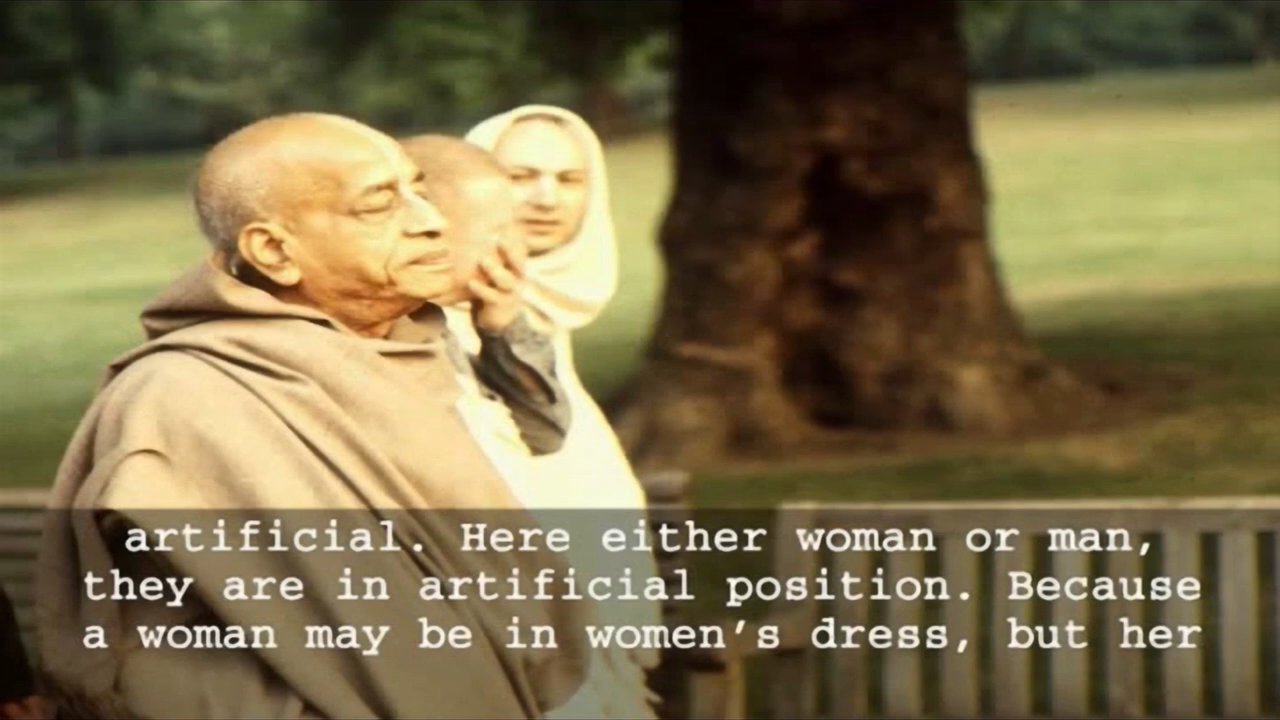 artificial. Here either woman or man,
they are in artificial position. Because
a woman may be in women's dress, but her